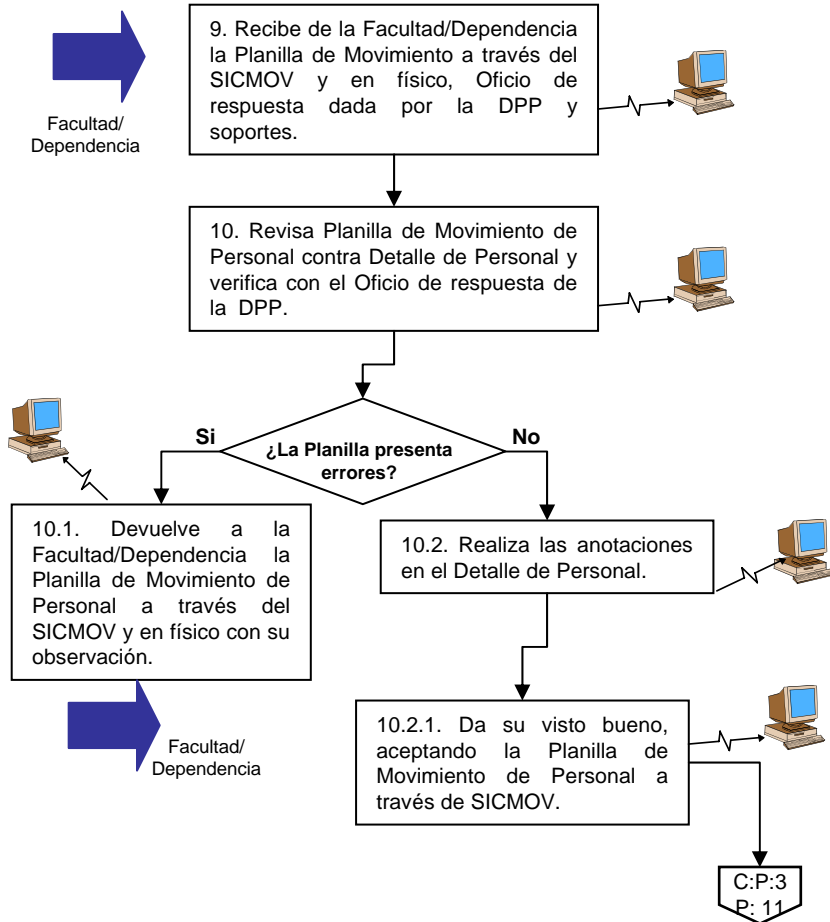 9. Recibe de la Facultad/Dependencia
la Planilla de Movimiento a través del
SICMOV y en físico, Oficio de
respuesta dada por la DPP y
soportes.
Facultad/
Dependencia
10. Revisa Planilla de Movimiento de
Personal contra Detalle de Personal y
verifica con el Oficio de respuesta de
la DPP.
Si
¿La Planilla presenta
errores?
No
10.1. Devuelve a la
Facultad/Dependencia la
Planilla de Movimiento de
Personal a través del
SICMOV y en físico con su
observación.
10.2. Realiza las anotaciones
en el Detalle de Personal.
Facultad/
Dependencia
10.2.1. Da su visto bueno,
aceptando la Planilla de
Movimiento de Personal a
través de SICMOV.
C:P:3
P: 11